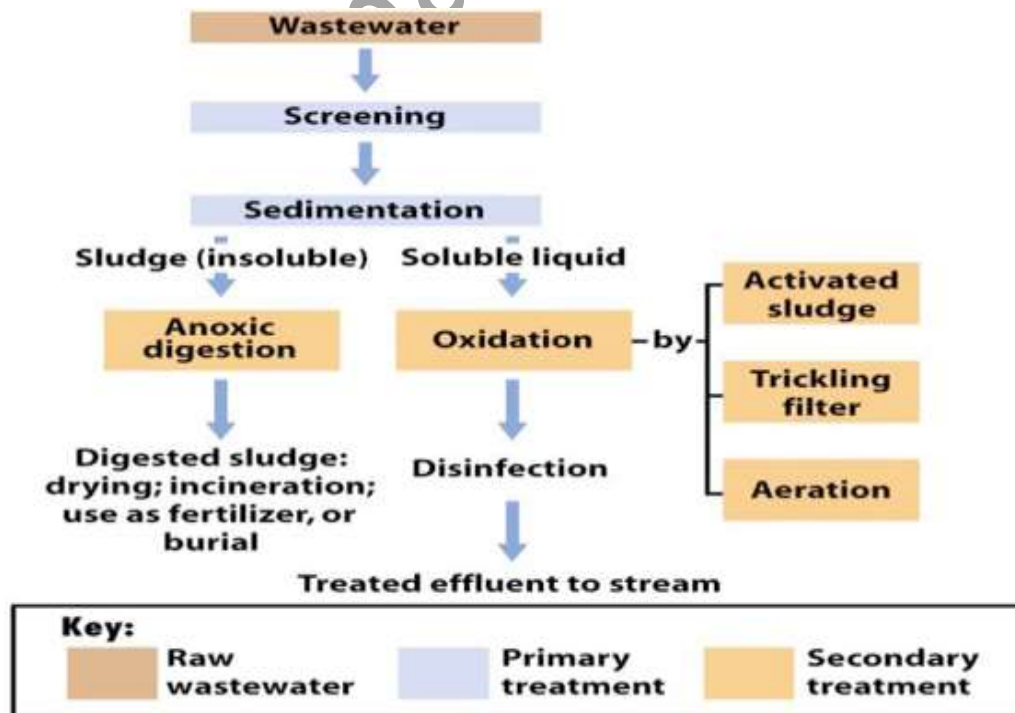 Wastewater
Screening
Sedimentation
Sludge (insoluble)
Soluble liquid
Anoxic
digestion
Oxidation
by
Activated
sludge
Trickling
filter
Aeration
Digested sludge:
drying; incineration;
use as fertilizer, or
burial
Disinfection
Treated effluent to stream
Key:
Raw
wastewater
Primary
treatment
Secondary
treatment